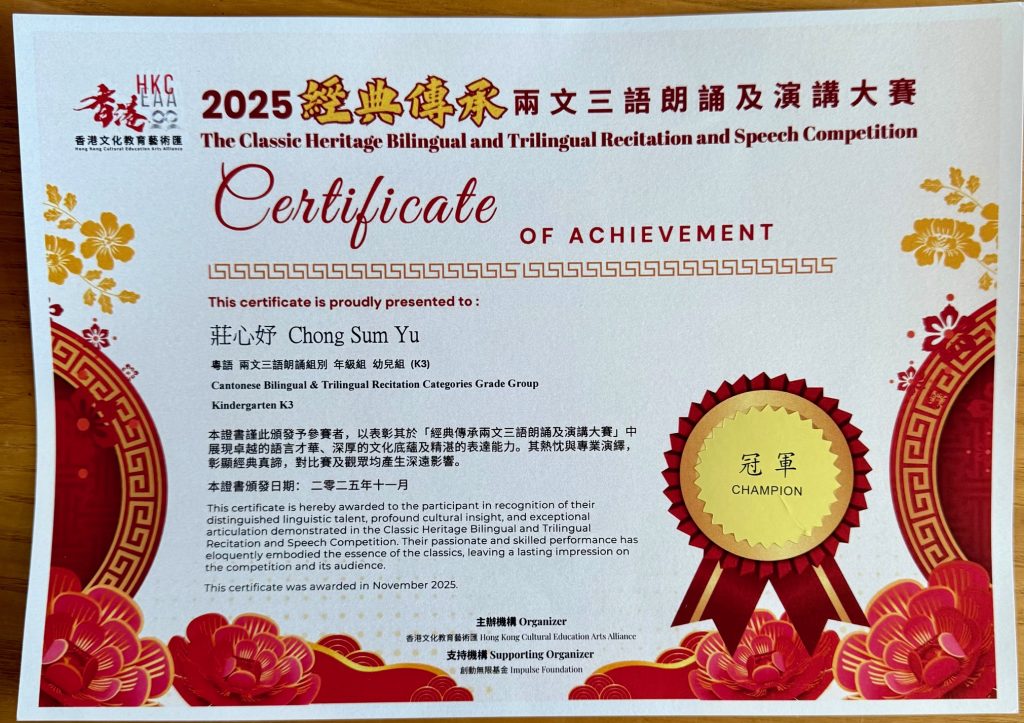 香港
HKC
EAA
香港文化教育藝術匯
Hong Kong Cultural Education Arts Alliance
2025 經典傳承 兩文三語朗誦及演講大賽
The Classic Heritage Bilingual and Trilingual Recitation and Speech Competition
Certificate
OF ACHIEVEMENT
This certificate is proudly presented to :
莊心妤 Chong Sum Yu
粵語 兩文三語朗誦組別 年級組 幼兒組 (K3)
Cantonese Bilingual & Trilingual Recitation Categories Grade Group
Kindergarten K3
本證書謹此頒發予參賽者，以表彰其於「經典傳承兩文三語朗誦及演講大賽」中
展現卓越的語言才華、深厚的文化底蘊及精湛的表達能力。其熱忱與專業演繹，
彰顯經典真諦，對比賽及觀眾均產生深遠影響。
本證書頒發日期： 二零二五年十一月
This certificate is hereby awarded to the participant in recognition of their
distinguished linguistic talent, profound cultural insight, and exceptional
articulation demonstrated in the Classic Heritage Bilingual and Trilingual
Recitation and Speech Competition. Their passionate and skilled performance has
eloquently embodied the essence of the classics, leaving a lasting impression on
the competition and its audience.
This certificate was awarded in November 2025.
冠軍
CHAMPION
主辦機構 Organizer
香港文化教育藝術匯 Hong Kong Cultural Education Arts Alliance
支持機構 Supporting Organizer
創動無限基金 Impulse Foundation